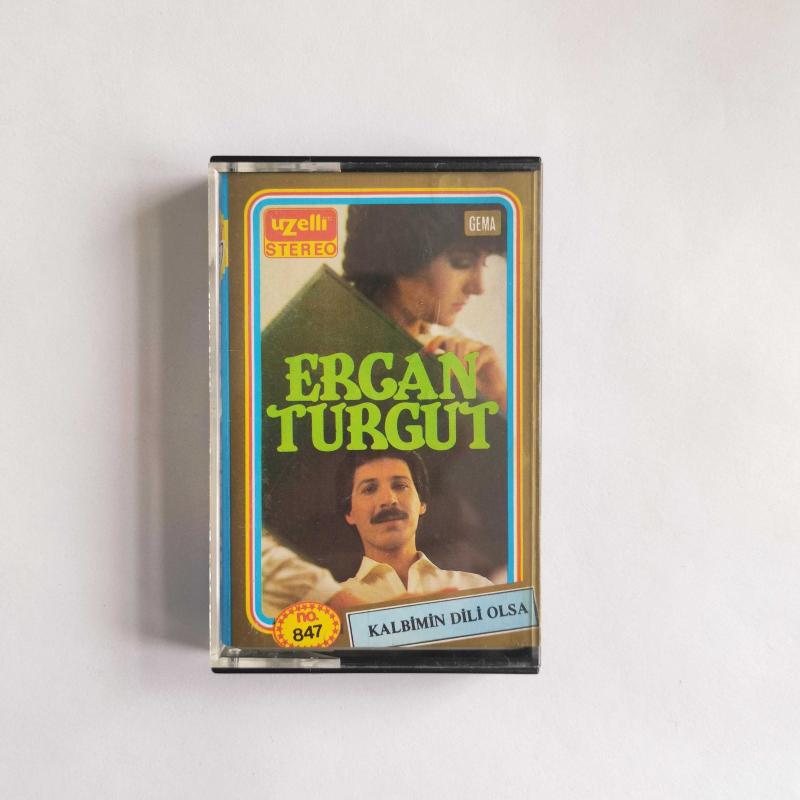 uzelli
STEREO
GEMA
ERCAN
TURGUT
no.
847
KALBİMİN DİLİ OLSA